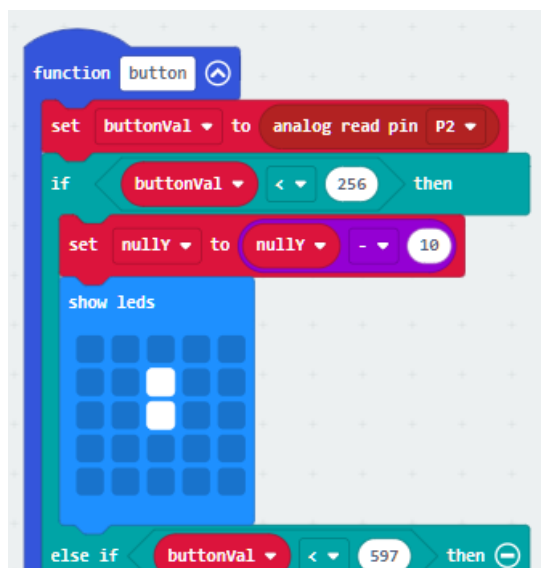 function button
set buttonVal to analog read pin P2
if buttonVal < 256 then
set nullY to nullY - 10
show leds
else if buttonVal < 597 then